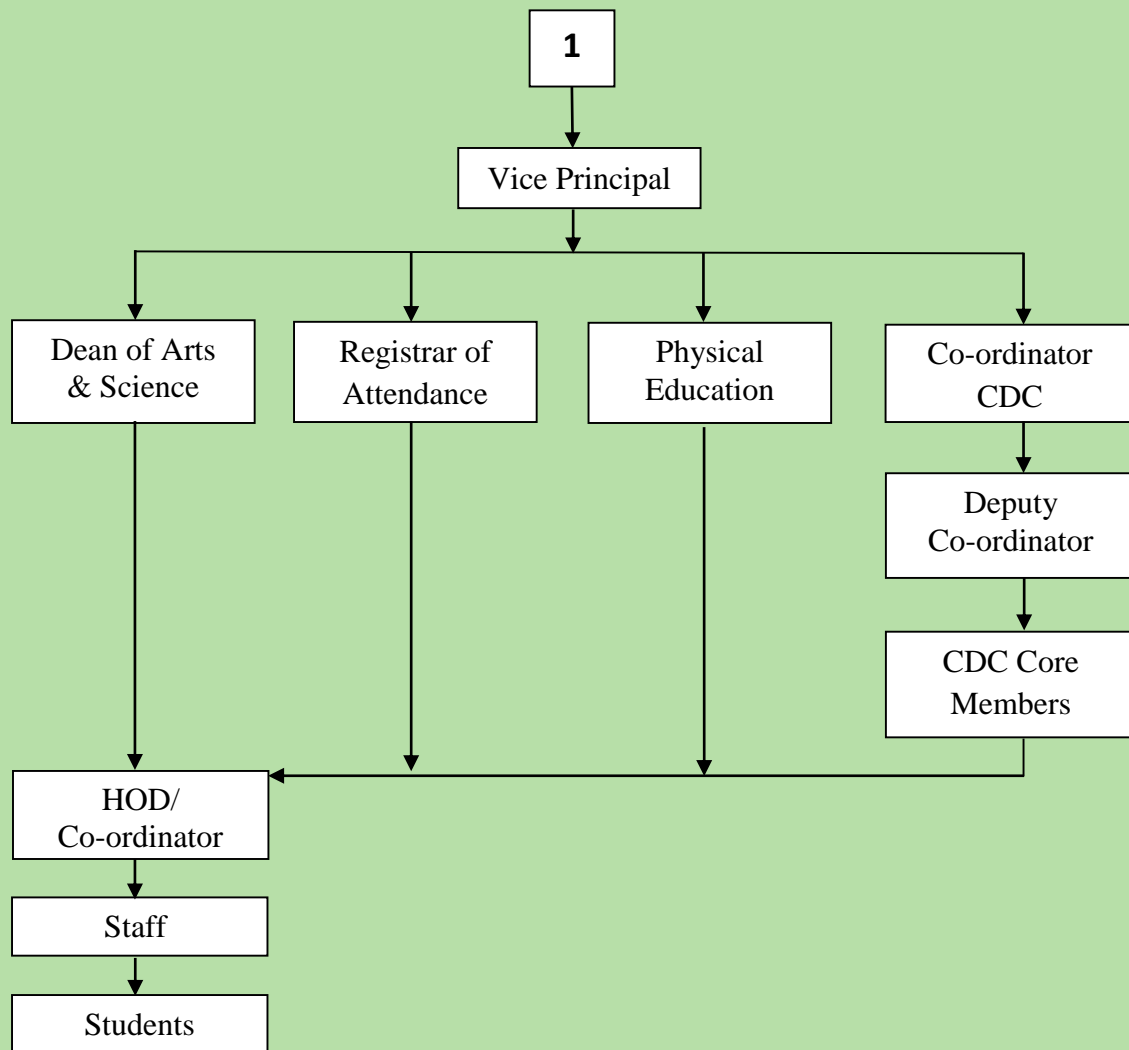 1
Vice Principal
Dean of Arts
& Science
Registrar of
Attendance
Physical
Education
Co-ordinator
CDC
Deputy
Co-ordinator
CDC Core
Members
HOD/
Co-ordinator
Staff
Students